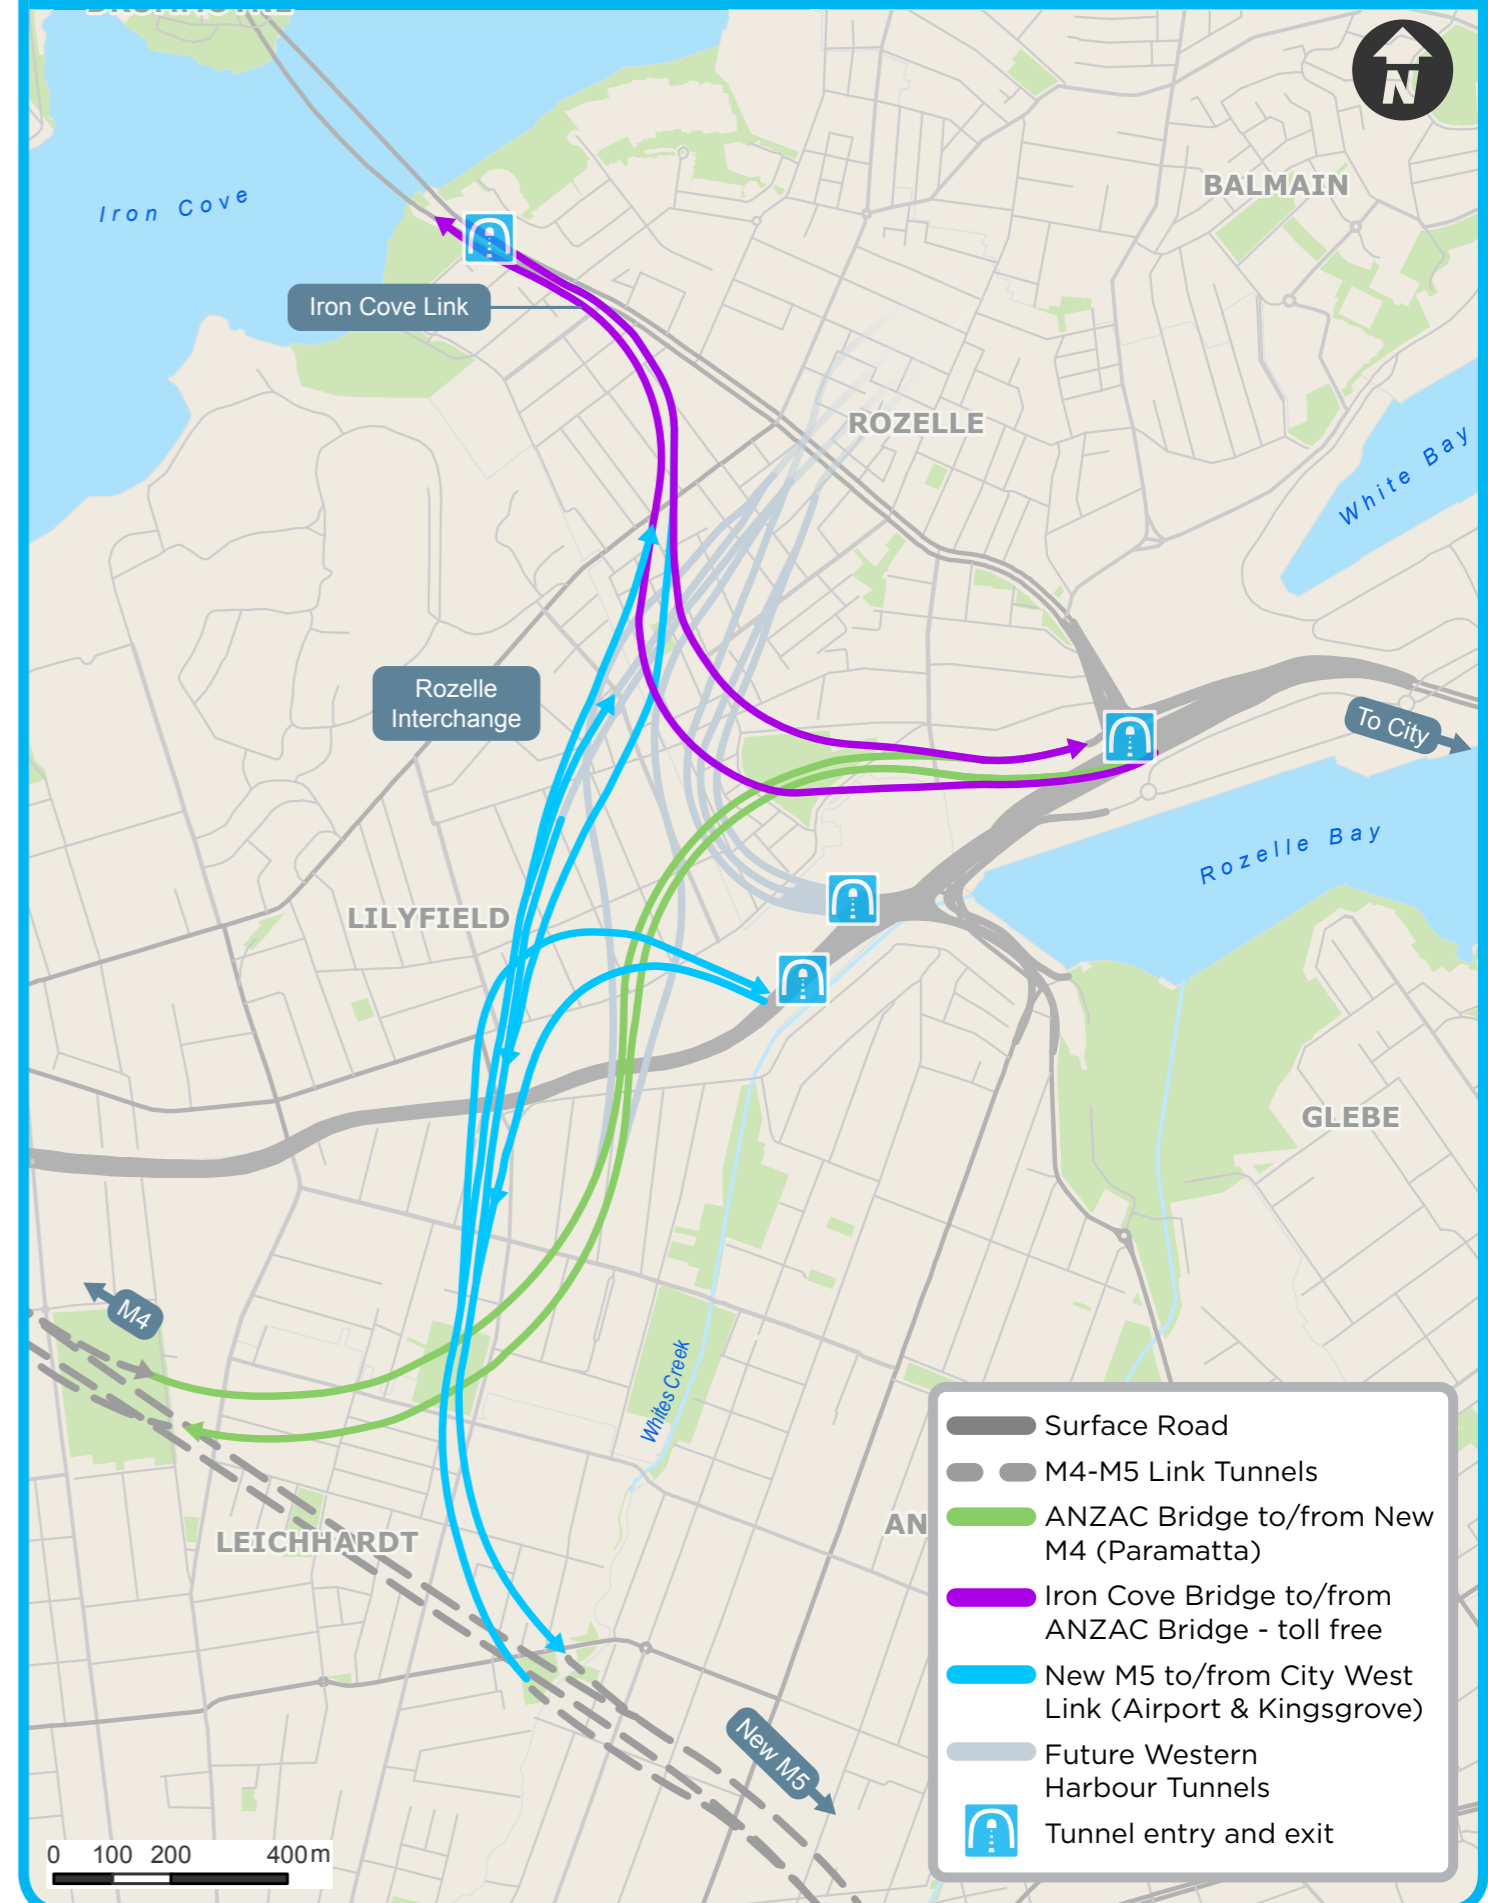 N
BALMAIN
Iron Cove
Iron Cove Link
ROZELLE
White Bay
Rozelle
Interchange
To City
Rozelle Bay
LILYFIELD
GLEBE
M4
Whites Creek
LEICHHARDT
AN
New M5
Surface Road
M4-M5 Link Tunnels
ANZAC Bridge to/from New
M4 (Paramatta)
Iron Cove Bridge to/from
ANZAC Bridge - toll free
New M5 to/from City West
Link (Airport & Kingsgrove)
Future Western
Harbour Tunnels
Tunnel entry and exit
0 100 200 400m